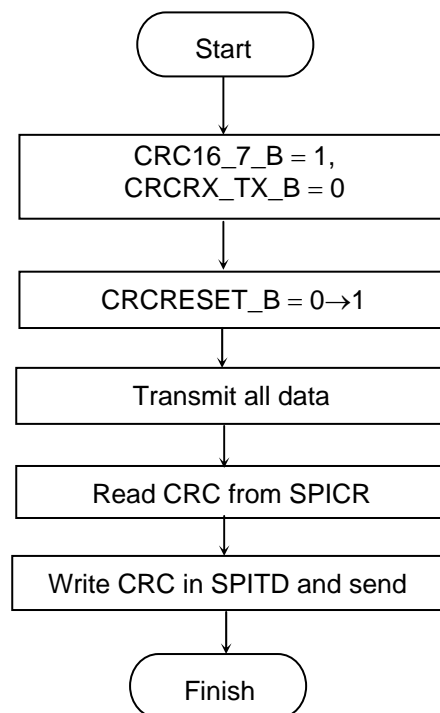 Start
CRC16_7_B = 1,
CRCRX_TX_B = 0
CRCRESET_B = 0→1
Transmit all data
Read CRC from SPICR
Write CRC in SPITD and send
Finish